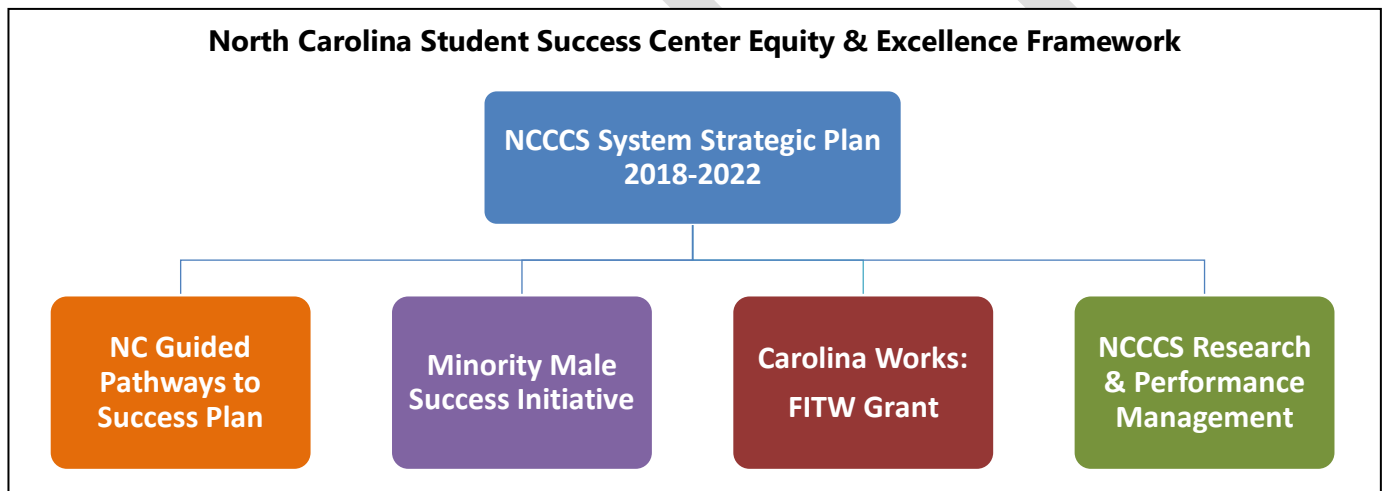 North Carolina Student Success Center Equity & Excellence Framework
NCCCS System Strategic Plan
2018-2022
NC Guided
Pathways to
Success Plan
Minority Male
Success Initiative
Carolina Works:
FITW Grant
NCCCS Research
& Performance
Management